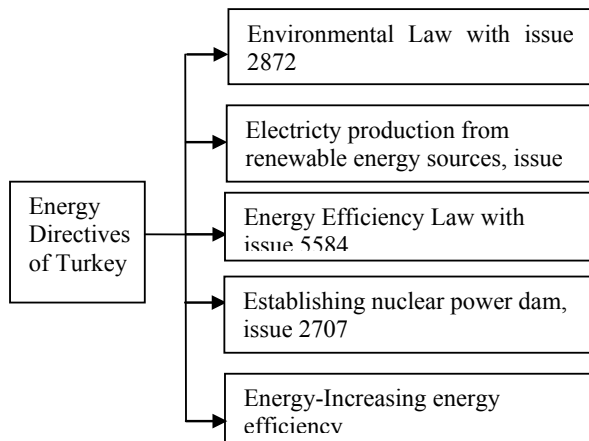 Environmental Law with issue
2872
Electricty production from
renewable energy sources, issue
Energy
Directives
of Turkey
Energy Efficiency Law with
issue 5584
Establishing nuclear power dam,
issue 2707
Energy-Increasing energy
efficiency